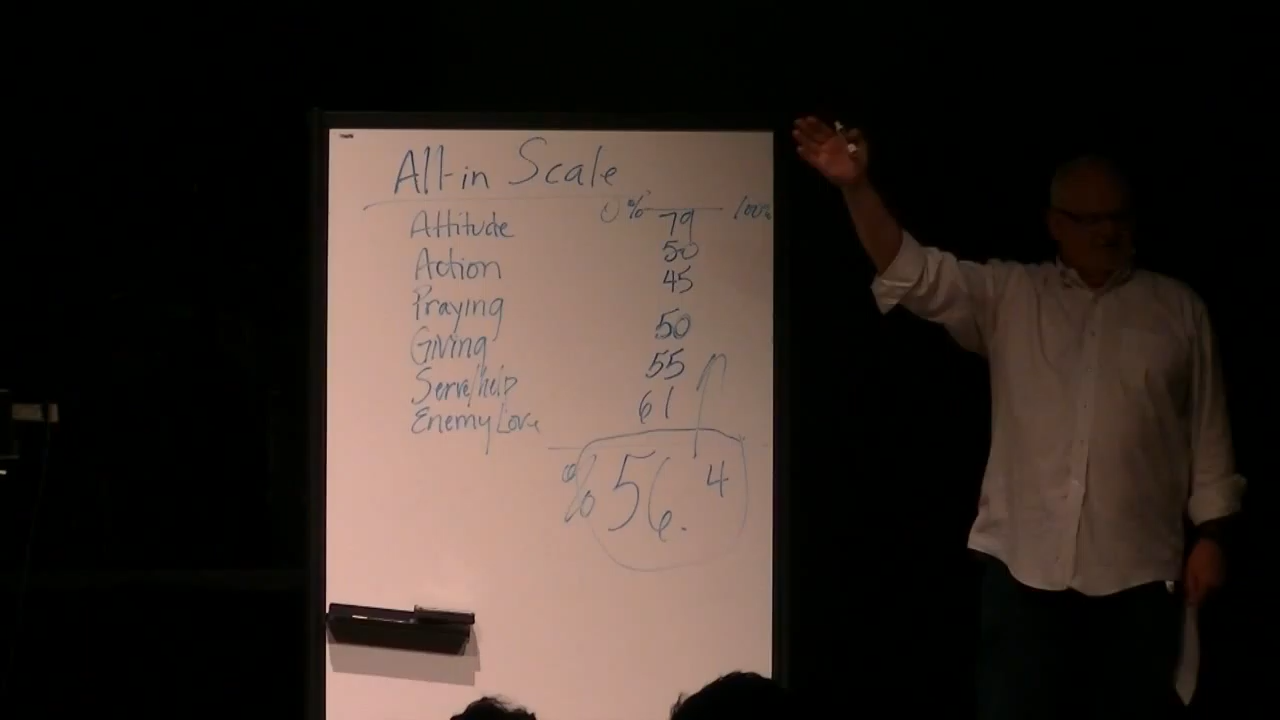 All-in Scale
0% 100%
Attitude 79
Action 50
Praying 45
Giving 50
Serve/help 55
Enemy Love 61
% 56.4